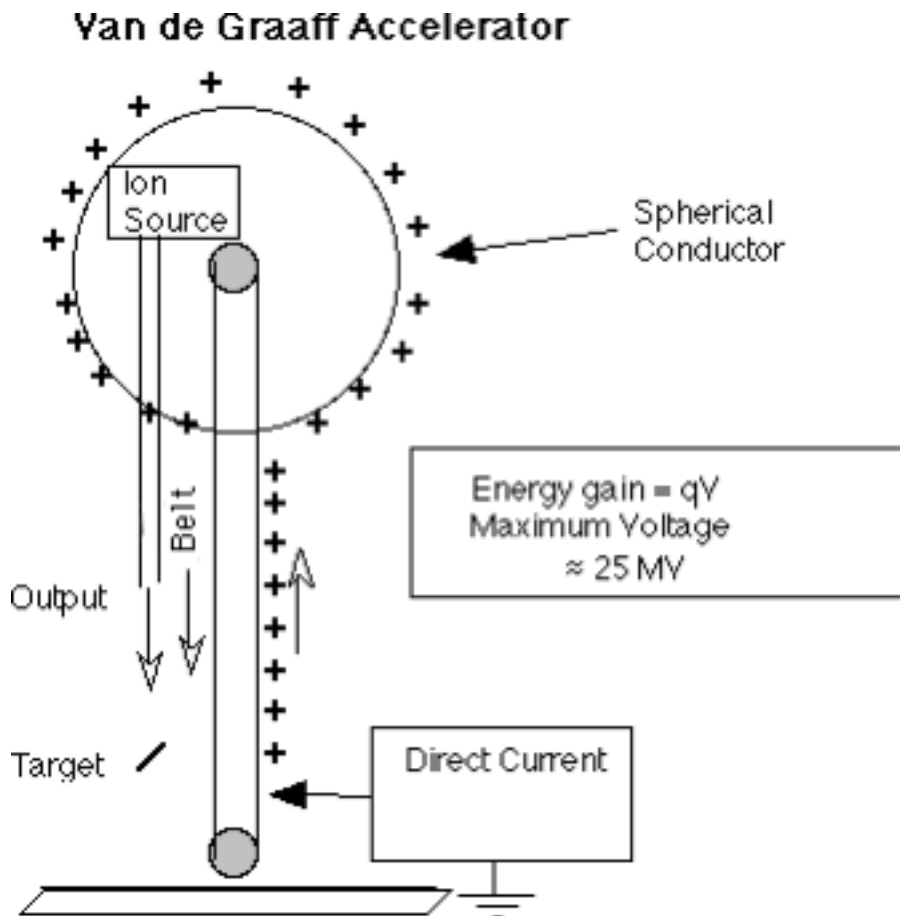 Van de Graaff Accelerator
Ion
Source
Spherical
Conductor
Energy gain = qV
Maximum Voltage
≈ 25 MV
Belt
Output
Target
Direct Current